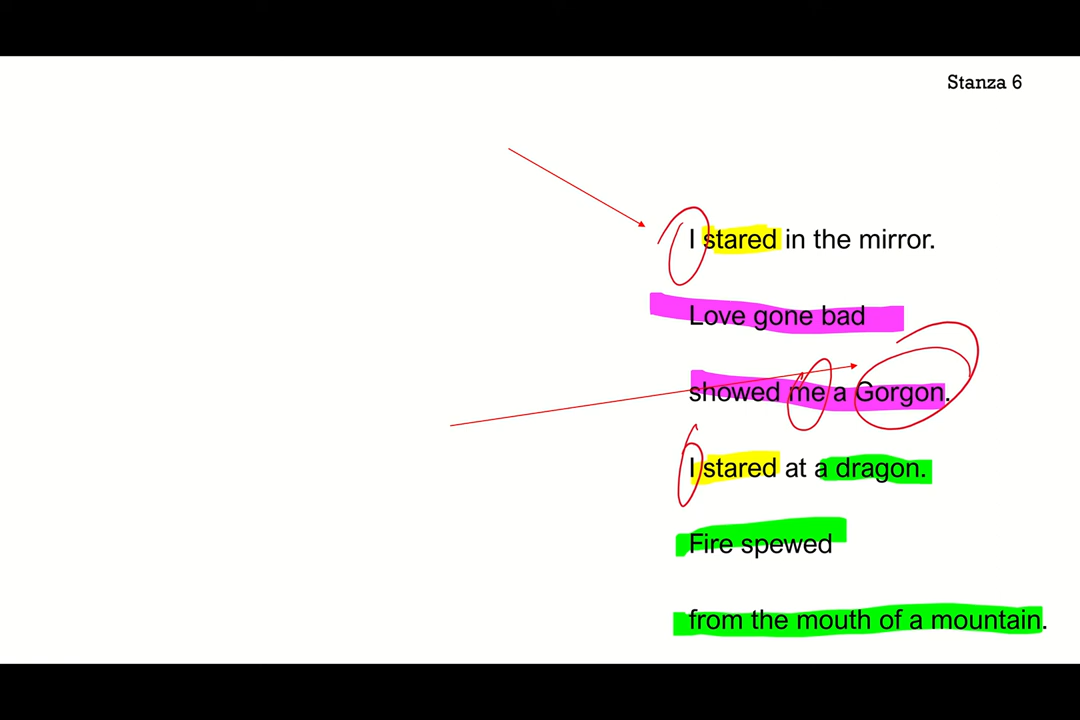 Stanza 6
I stared in the mirror.
Love gone bad
showed me a Gorgon.
I stared at a dragon.
Fire spewed
from the mouth of a mountain.